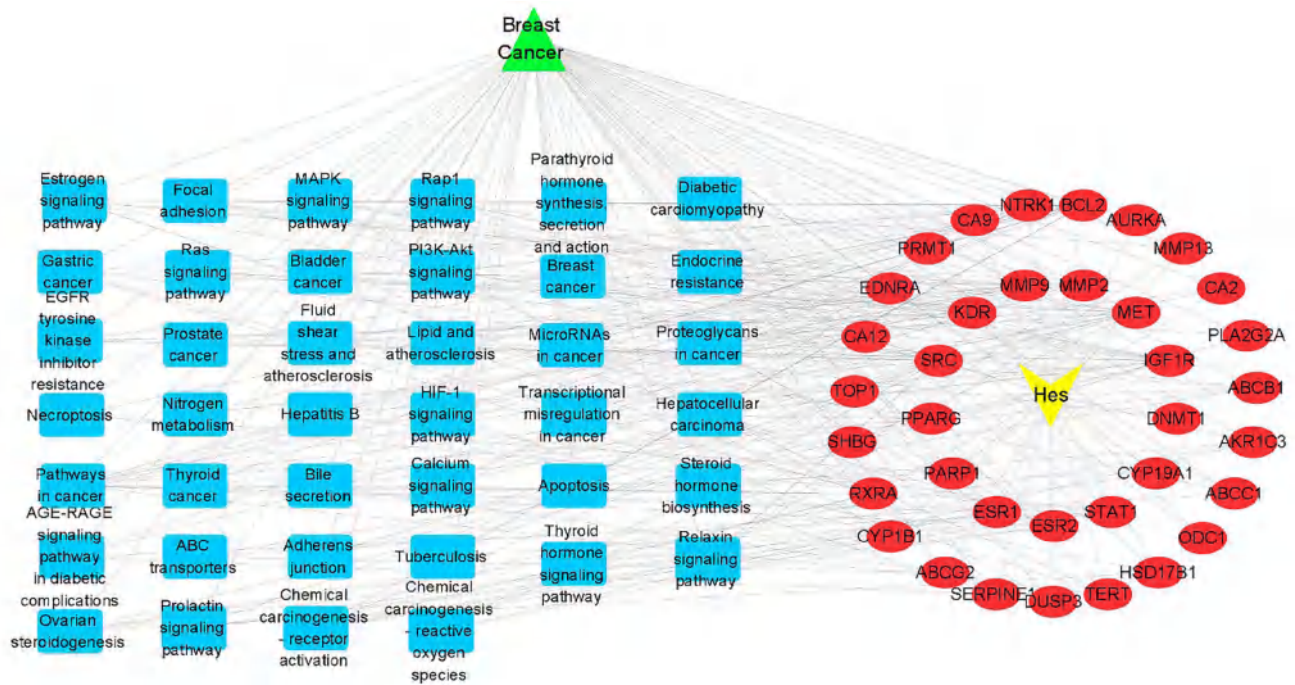 Breast
Cancer
Estrogen
signaling
pathway
Focal
adhesion
MAPK
signaling
pathway
Rap1
signaling
pathway
Parathyroid
hormone
synthesis,
secretion
and action
Diabetic
cardiomyopathy
Gastric
cancer
Ras
signaling
pathway
Bladder
cancer
PI3K-Akt
signaling
pathway
Breast
cancer
Endocrine
resistance
EGFR
tyrosine
kinase
inhibitor
resistance
Prostate
cancer
Fluid
shear
stress and
atherosclerosis
Lipid and
atherosclerosis
MicroRNAs
in cancer
Proteoglycans
in cancer
Necroptosis
Nitrogen
metabolism
Hepatitis B
HIF-1
signaling
pathway
Transcriptional
misregulation
in cancer
Hepatocellular
carcinoma
Pathways
in cancer
Thyroid
cancer
Bile
secretion
Calcium
signaling
pathway
Apoptosis
Steroid
hormone
biosynthesis
AGE-RAGE
signaling
pathway
in diabetic
complications
ABC
transporters
Adherens
junction
Tuberculosis
Thyroid
hormone
signaling
pathway
Relaxin
signaling
pathway
Ovarian
steroidogenesis
Prolactin
signaling
pathway
Chemical
carcinogenesis
- receptor
activation
Chemical
carcinogenesis
- reactive
oxygen
species
NTRK1
BCL2
AURKA
MMP13
CA2
PLA2G2A
ABCB1
AKR1C3
ABCC1
ODC1
HSD17B1
TERT
DUSP3
SERPINE1
ABCG2
CYP1B1
RXRA
SHBG
TOP1
CA12
EDNRA
PRMT1
CA9
MMP9
MMP2
MET
IGF1R
DNMT1
CYP19A1
STAT1
ESR2
ESR1
PARP1
PPARG
SRC
KDR
Hes